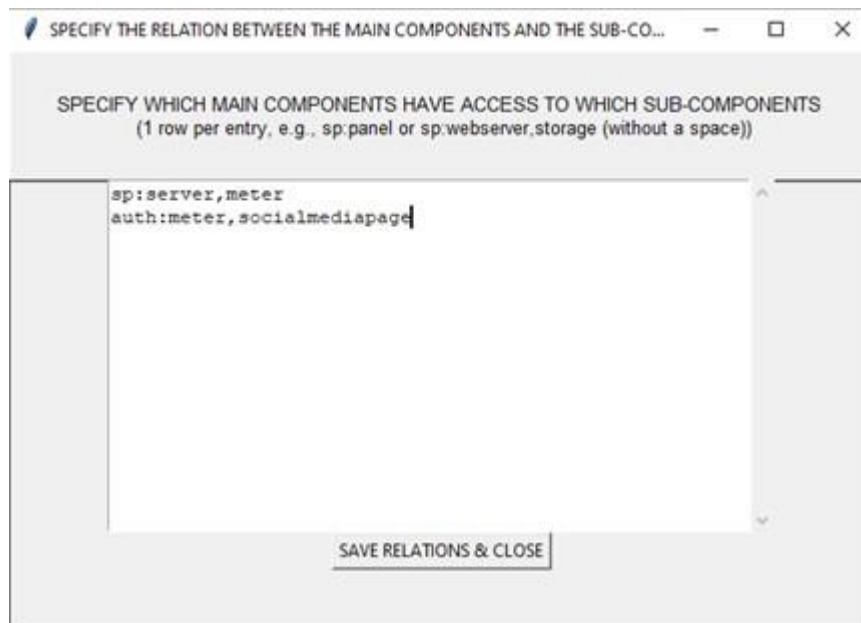 SPECIFY THE RELATION BETWEEN THE MAIN COMPONENTS AND THE SUB-CO...
SPECIFY WHICH MAIN COMPONENTS HAVE ACCESS TO WHICH SUB-COMPONENTS
(1 row per entry, e.g., sp:panel or sp:webserver,storage (without a space))
sp:server,meter
auth:meter,socialmediapage
SAVE RELATIONS & CLOSE